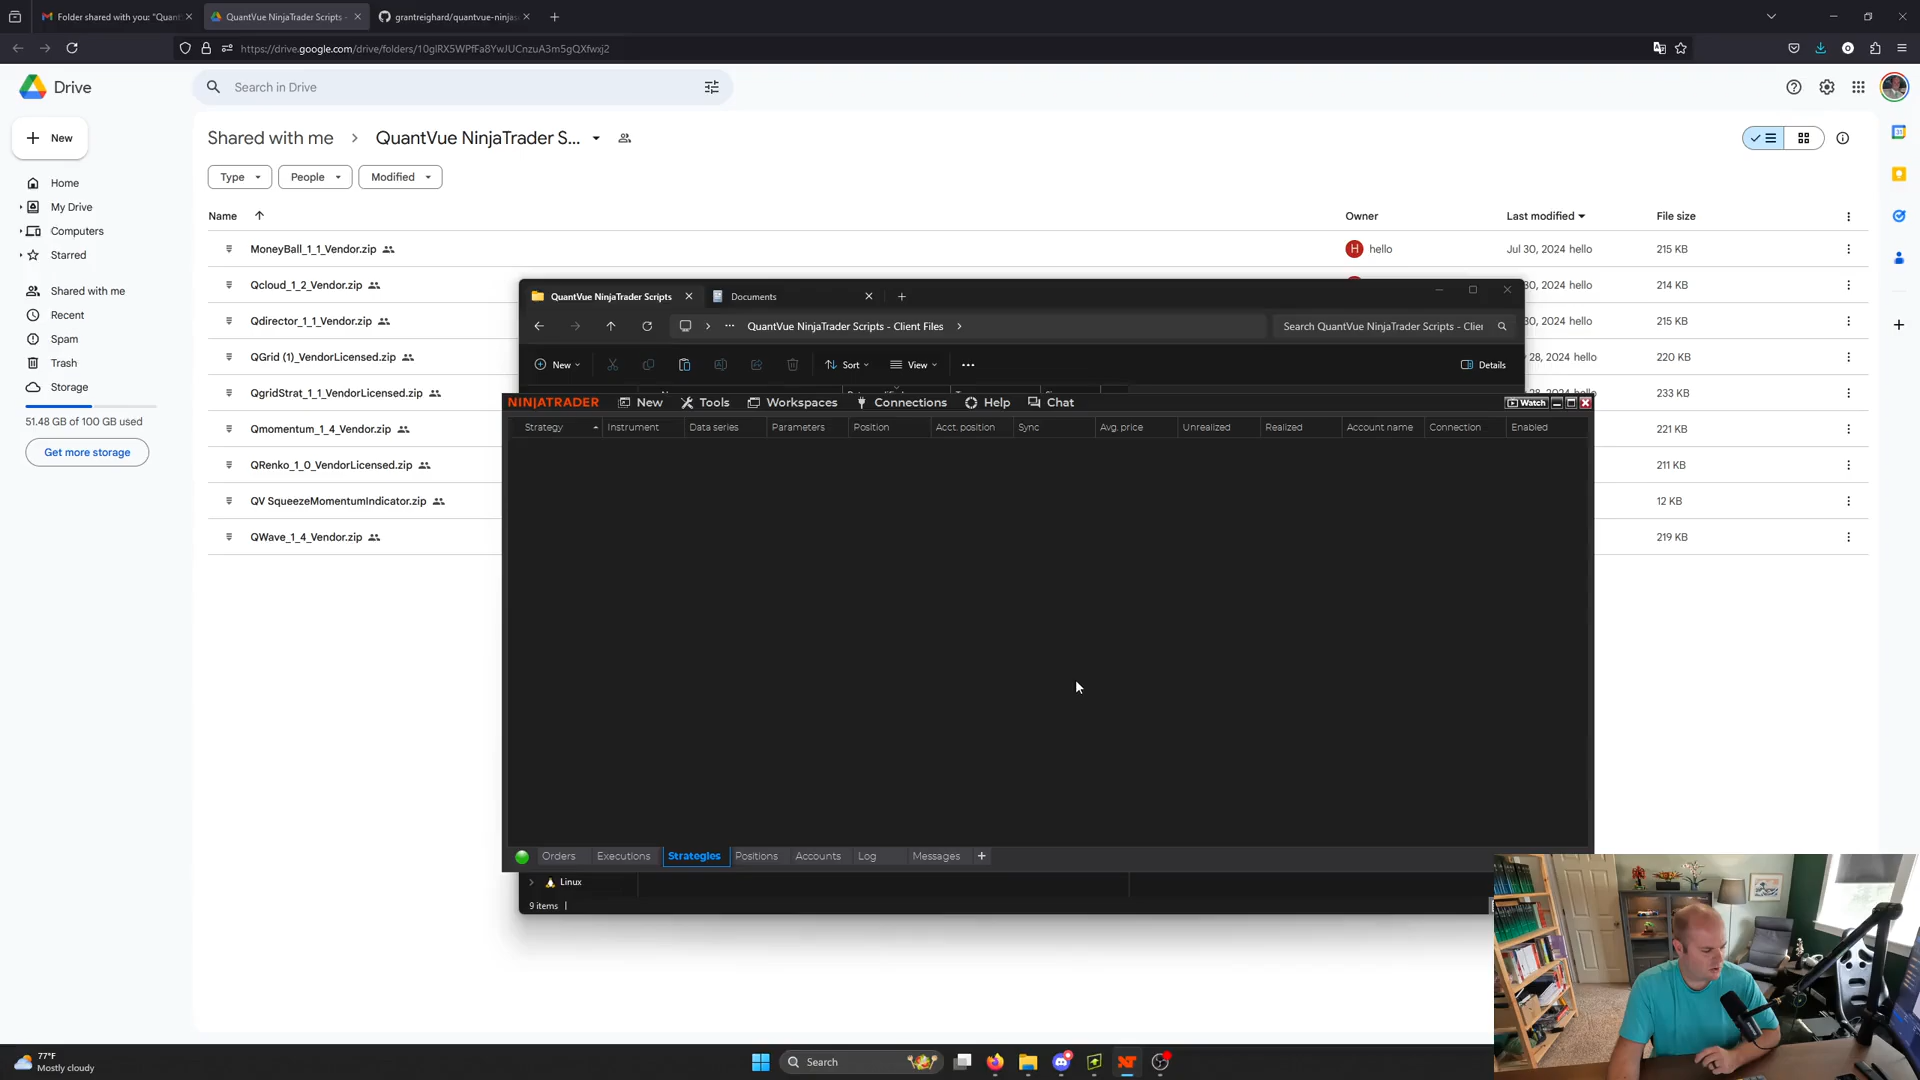 Folder shared with you: "Quant
QuantVue NinjaTrader Scripts -
grantreighard/quantvue-ninjas
https://drive.google.com/drive/folders/
Drive
Search in Drive
New
Shared with me
QuantVue NinjaTrader S...
Type
People
Modified
Home
My Drive
Computers
Starred
Shared with me
Recent
Spam
Trash
Storage
51.48 GB of 100 GB used
Get more storage
Name
Owner
Last modified
File size
MoneyBall_1_1_Vendor.zip
H
hello
Jul 30, 2024 hello
215 KB
Qcloud_1_2_Vendor.zip
30, 2024 hello
214 KB
Qdirector_1_1_Vendor.zip
30, 2024 hello
215 KB
QGrid (1)_VendorLicensed.zip
28, 2024 hello
220 KB
QgridStrat_1_1_VendorLicensed.zip
28, 2024 hello
233 KB
Qmomentum_1_4_Vendor.zip
221 KB
QRenko_1_0_VendorLicensed.zip
211 KB
QV SqueezeMomentumIndicator.zip
12 KB
QWave_1_4_Vendor.zip
219 KB
QuantVue NinjaTrader Scripts
Documents
QuantVue NinjaTrader Scripts - Client Files
Search QuantVue NinjaTrader Scripts - Clier
New
Sort
View
Details
NINJATRADER
New
Tools
Workspaces
Connections
Help
Chat
Watch
Strategy
Instrument
Data series
Parameters
Position
Acct. position
Sync
Avg. price
Unrealized
Realized
Account name
Connection
Enabled
Orders
Executions
Strategies
Positions
Accounts
Log
Messages
Linux
9 items
77°F
Mostly cloudy
Search